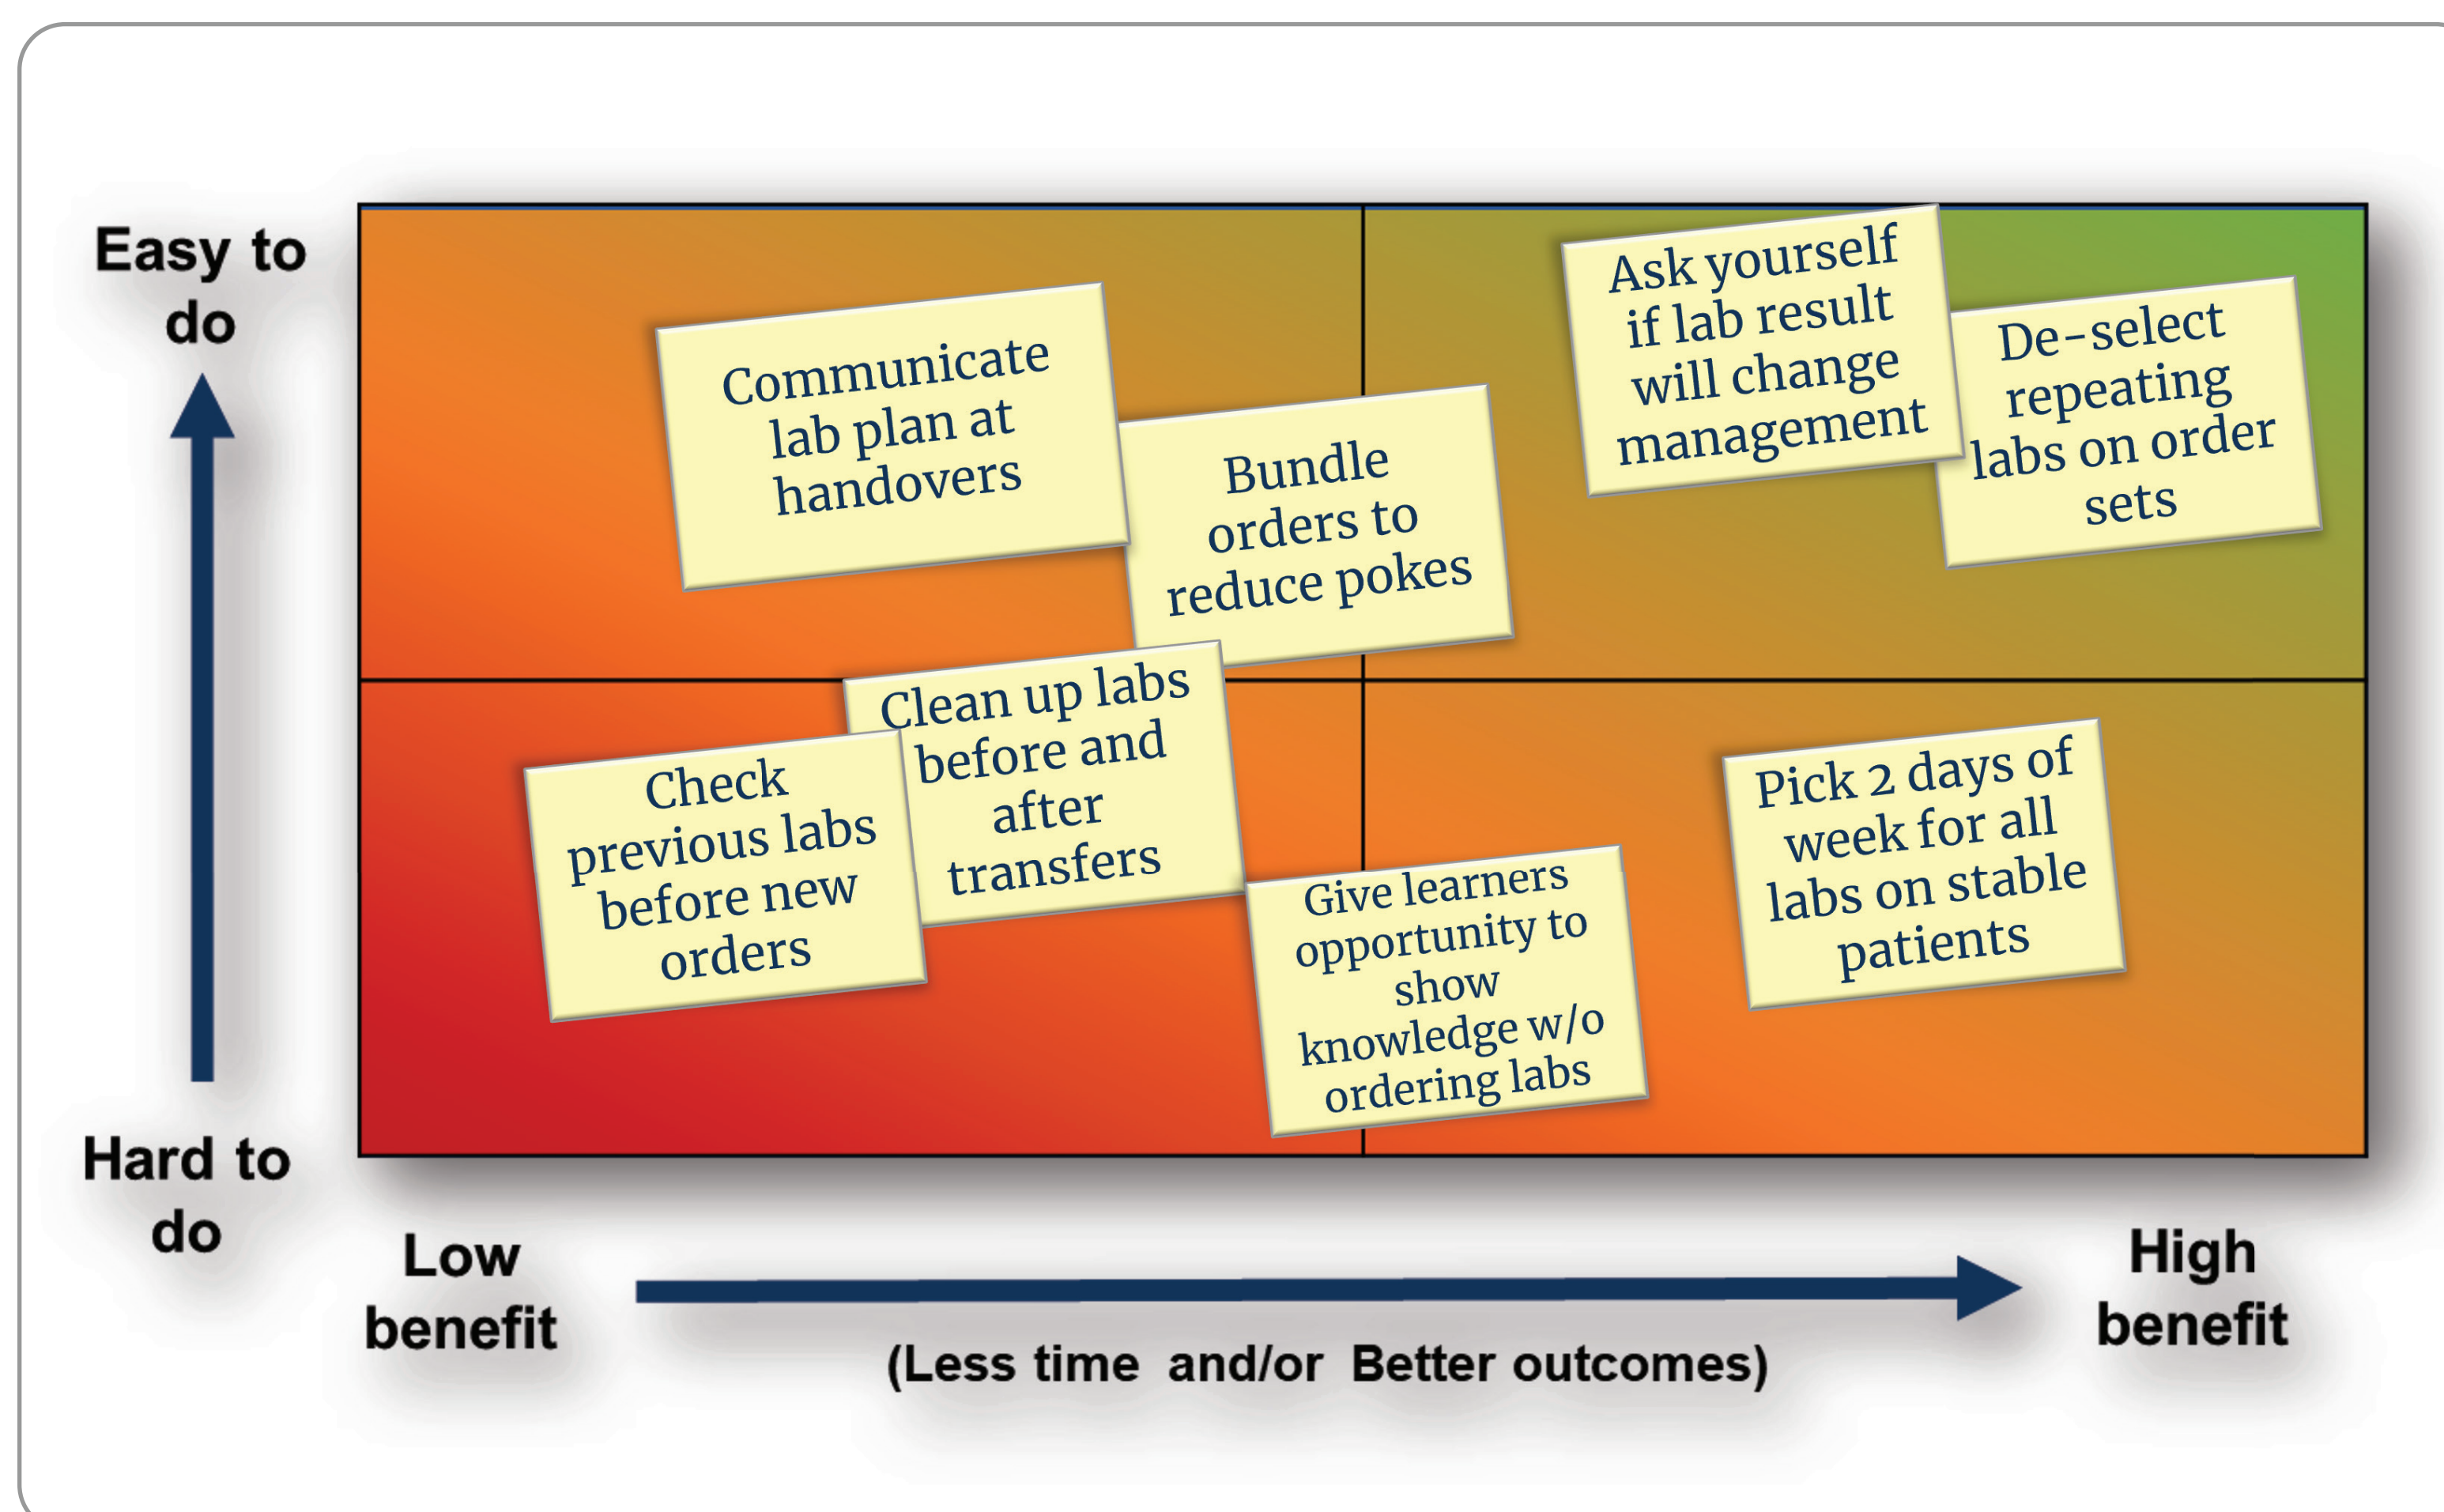 Easy to
do
Hard to
do
Communicate
lab plan at
handovers
Bundle
orders to
reduce pokes
Ask yourself
if lab result
will change
management
De-select
repeating
labs on order
sets
Check
previous labs
before new
orders
Clean up labs
before and
after
transfers
Give learners
opportunity to
show
knowledge w/o
ordering labs
Pick 2 days of
week for all
labs on stable
patients
Low
benefit
(Less time and/or Better outcomes)
High
benefit